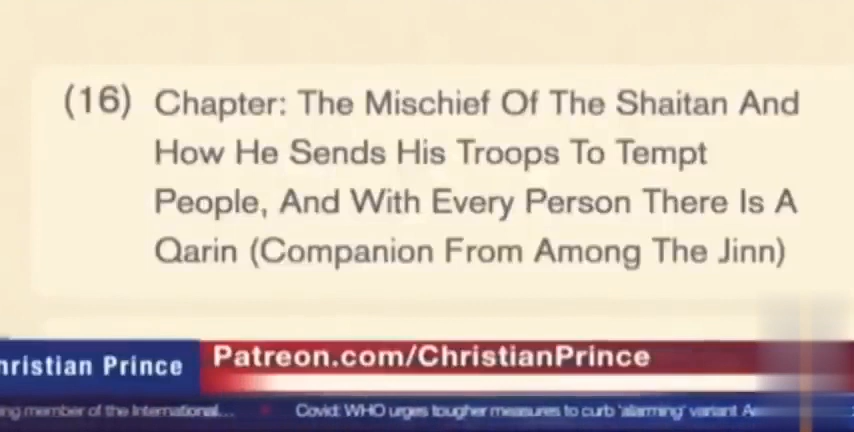 (16) Chapter: The Mischief Of The Shaitan And
How He Sends His Troops To Tempt
People, And With Every Person There Is A
Qarin (Companion From Among The Jinn)
hristian Prince
Patreon.com/ChristianPrince
ng member of the International...
Covid: WHO urges tougher measures to curb 'alarming' variant